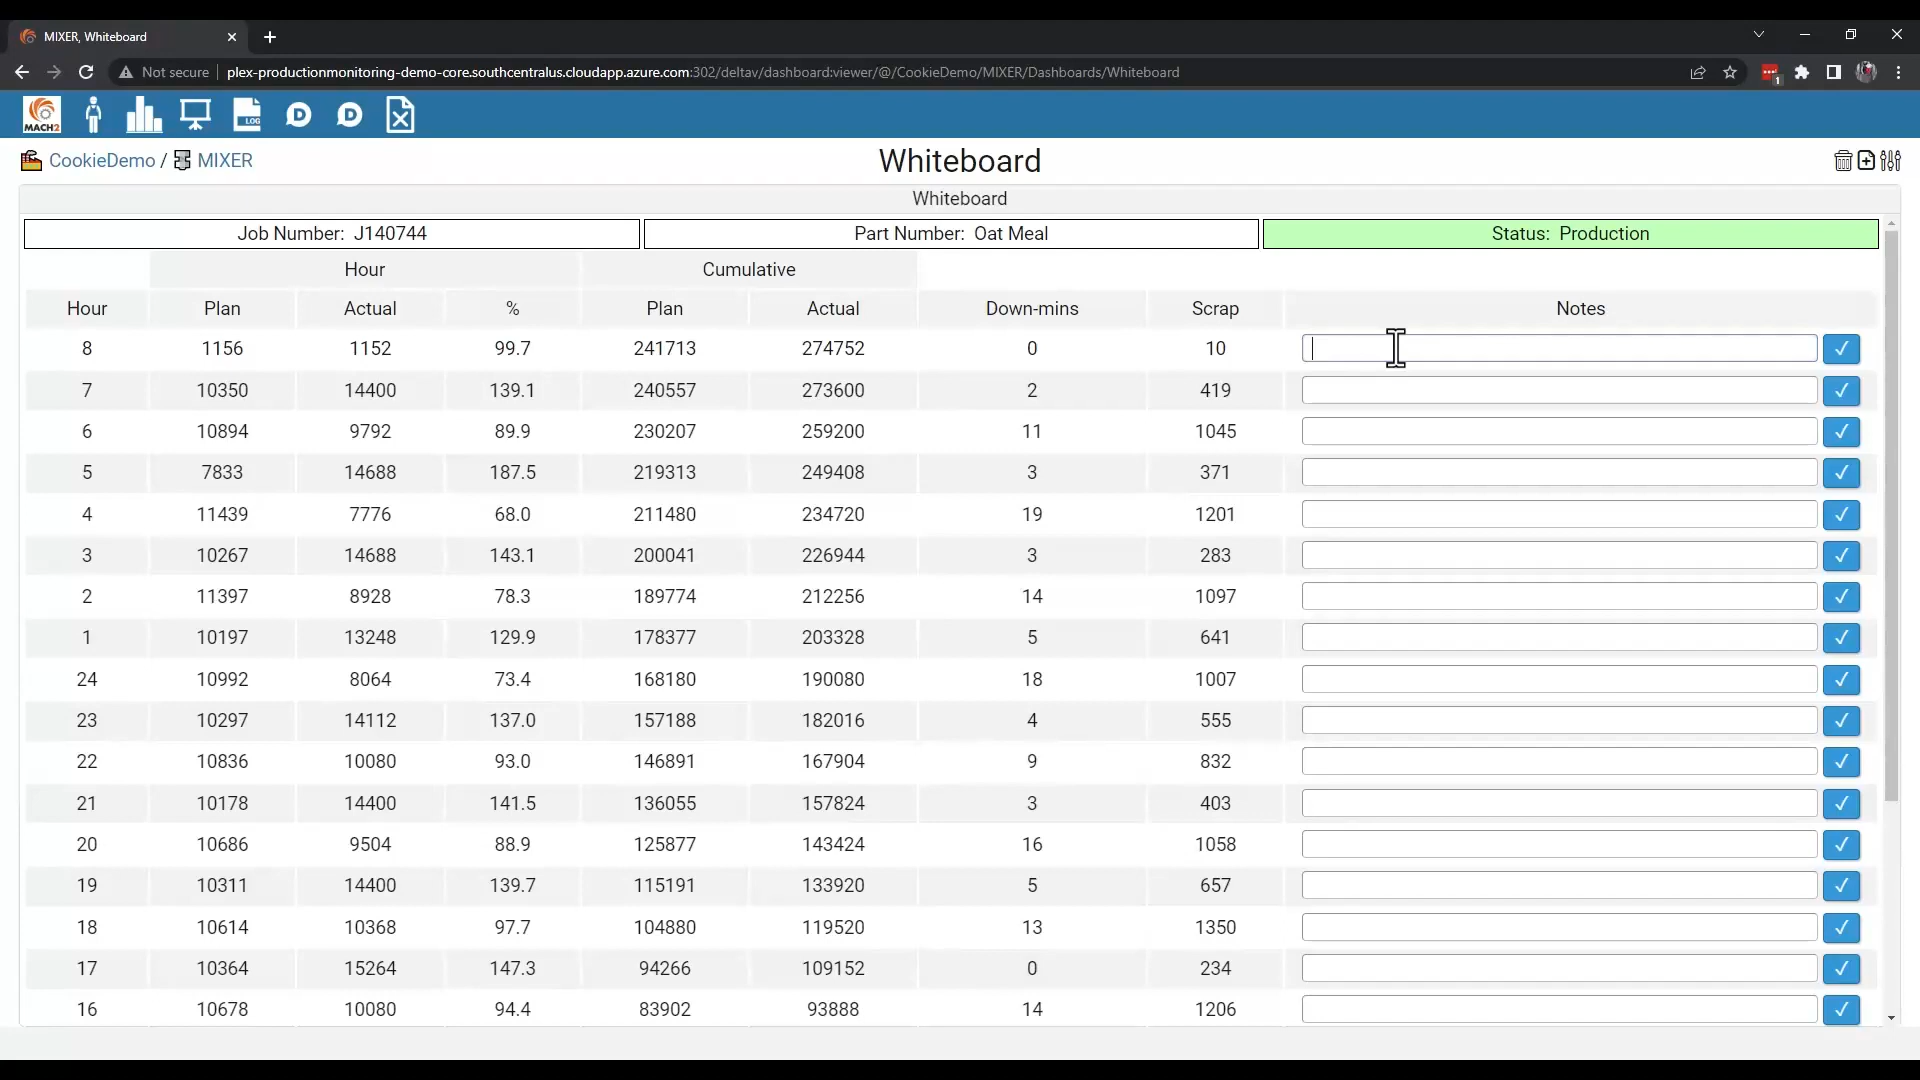 MIXER, Whiteboard
Not secure plex-productionmonitoring-demo-core.southcentralus.cloudapp.azure.com:302/deltav/dashboard:viewer/@/CookieDemo/MIXER/Dashboards/Whiteboard
1
MACH2 LOG D D
CookieDemo / MIXER Whiteboard
Whiteboard
Job Number: J140744 Part Number: Oat Meal Status: Production
Hour Cumulative
Hour Plan Actual % Plan Actual Down-mins Scrap Notes
8 1156 1152 99.7 241713 274752 0 10
7 10350 14400 139.1 240557 273600 2 419
6 10894 9792 89.9 230207 259200 11 1045
5 7833 14688 187.5 219313 249408 3 371
4 11439 7776 68.0 211480 234720 19 1201
3 10267 14688 143.1 200041 226944 3 283
2 11397 8928 78.3 189774 212256 14 1097
1 10197 13248 129.9 178377 203328 5 641
24 10992 8064 73.4 168180 190080 18 1007
23 10297 14112 137.0 157188 182016 4 555
22 10836 10080 93.0 146891 167904 9 832
21 10178 14400 141.5 136055 157824 3 403
20 10686 9504 88.9 125877 143424 16 1058
19 10311 14400 139.7 115191 133920 5 657
18 10614 10368 97.7 104880 119520 13 1350
17 10364 15264 147.3 94266 109152 0 234
16 10678 10080 94.4 83902 93888 14 1206